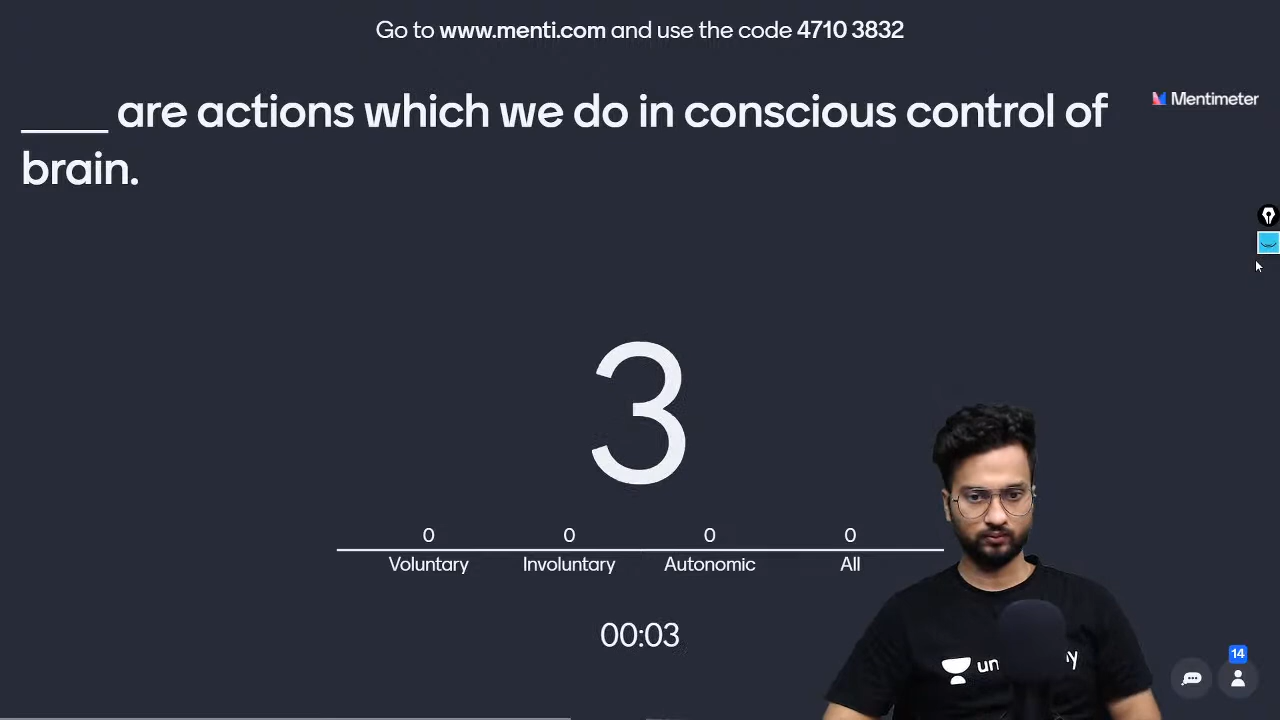 Go to www.menti.com and use the code 4710 3832
____ are actions which we do in conscious control of
brain.
Mentimeter
3
0 0 0 0
Voluntary Involuntary Autonomic All
00:03
14